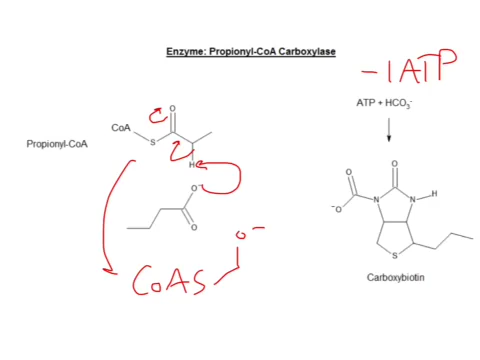 Enzyme: Propionyl-CoA Carboxylase
-1ATP
ATP + HCO₃⁻
O
CoA
S
Propionyl-CoA
H
O⁻
O
O
O
⁻O
N
N
H
O⁻
S
CoAS
Carboxybiotin